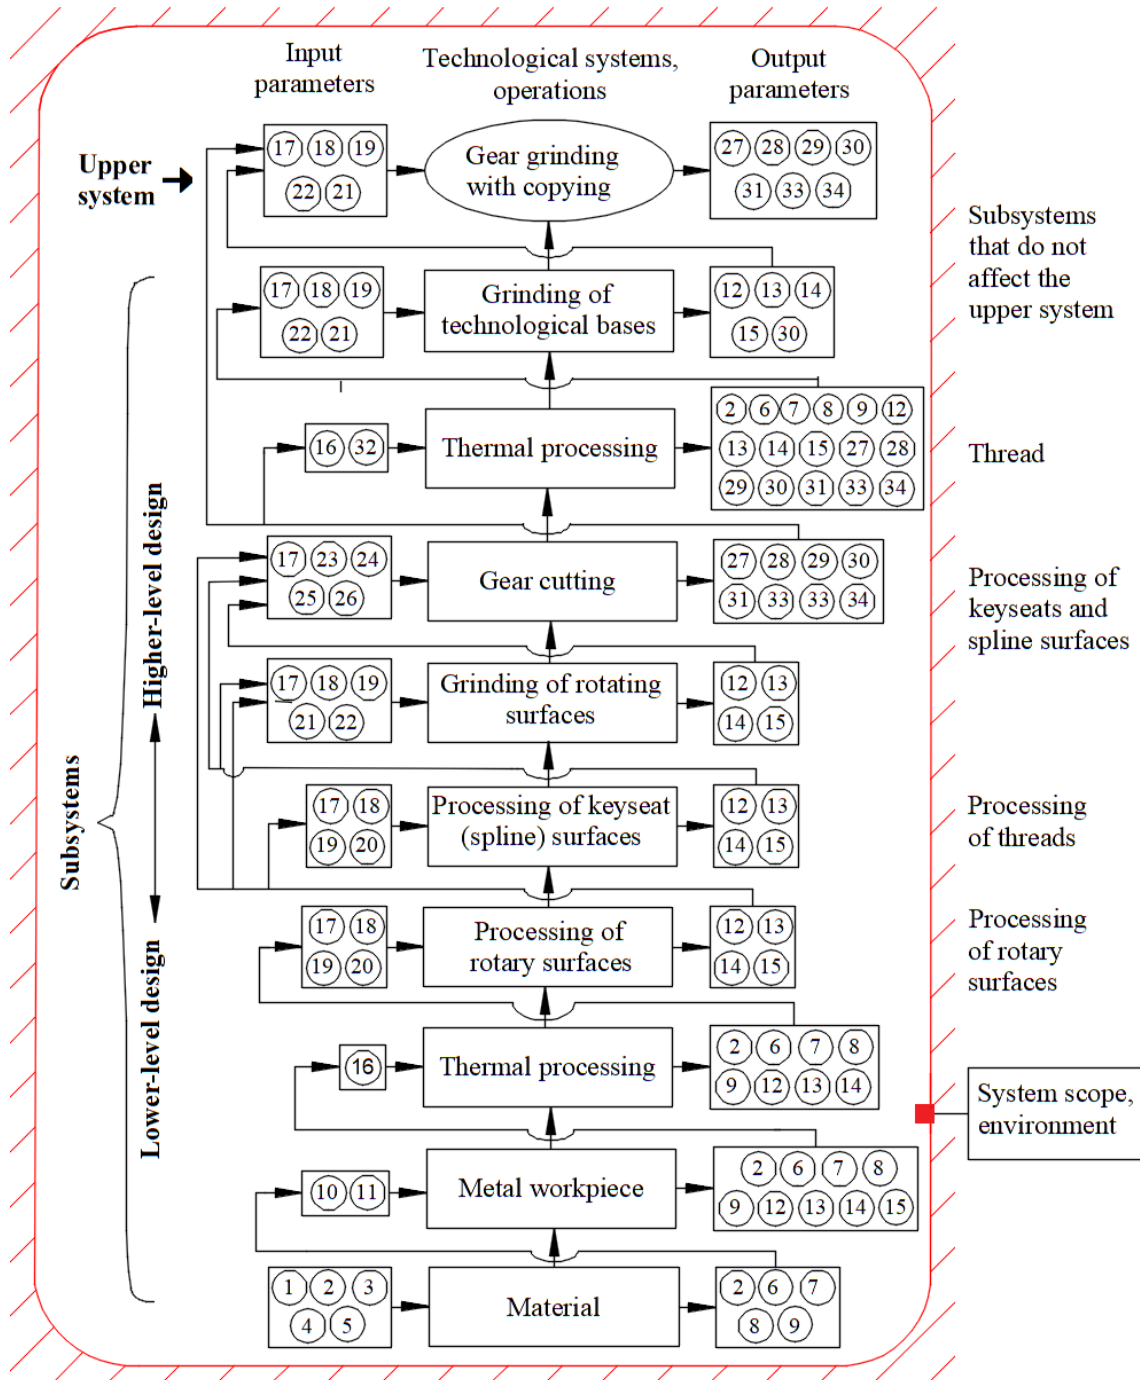 Input
parameters
Technological systems,
operations
Output
parameters
Upper
system
17 18 19
22 21
Gear grinding
with copying
27 28 29 30
31 33 34
Subsystems
that do not
affect the
upper system
17 18 19
22 21
Grinding of
technological bases
12 13 14
15 30
16 32
Thermal processing
2 6 7 8 9 12
13 14 15 27 28
29 30 31 33 34
Thread
17 23 24
25 26
Gear cutting
27 28 29 30
31 33 33 34
Processing of
keyseats and
spline surfaces
17 18 19
21 22
Grinding of rotating
surfaces
12 13
14 15
Subsystems
Higher-level design
Lower-level design
17 18
19 20
Processing of keyseat
(spline) surfaces
12 13
14 15
Processing
of threads
17 18
19 20
Processing of
rotary surfaces
12 13
14 15
Processing
of rotary
surfaces
16
Thermal processing
2 6 7 8
9 12 13 14
System scope,
environment
10 11
Metal workpiece
2 6 7 8
9 12 13 14 15
1 2 3
4 5
Material
2 6 7
8 9